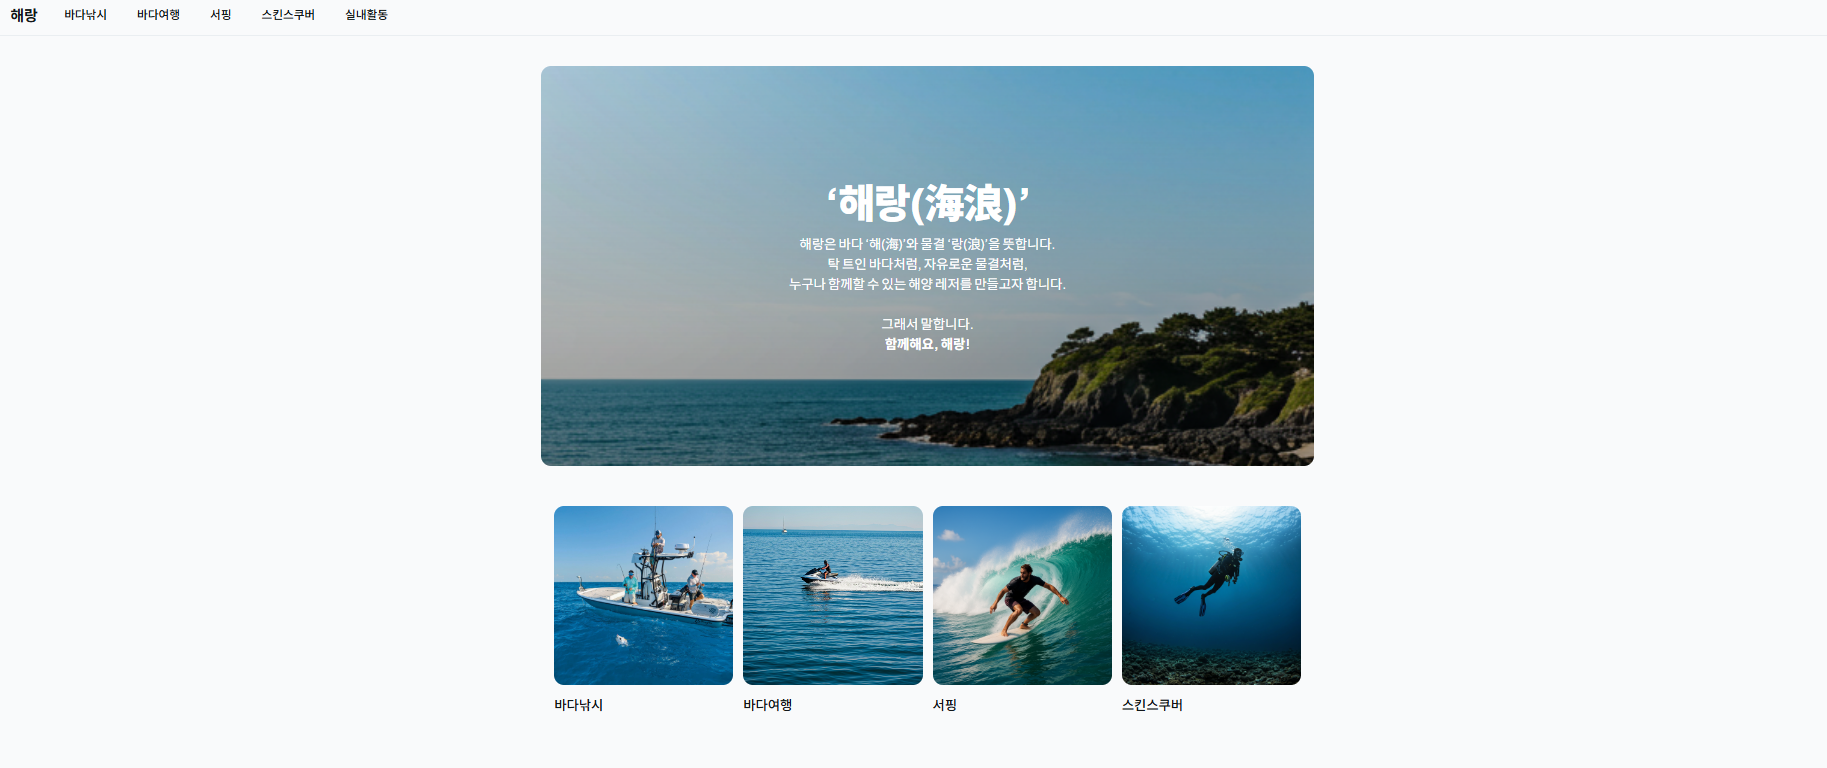 해랑 바다낚시 바다여행 서핑 스킨스쿠버 실내활동
‘해랑(海浪)’
해랑은 바다 ‘해(海)’와 물결 ‘랑(浪)’을 뜻합니다.
탁 트인 바다처럼, 자유로운 물결처럼,
누구나 함께할 수 있는 해양 레저를 만들고자 합니다.
그래서 말합니다.
함께해요, 해랑!
바다낚시 바다여행 서핑 스킨스쿠버